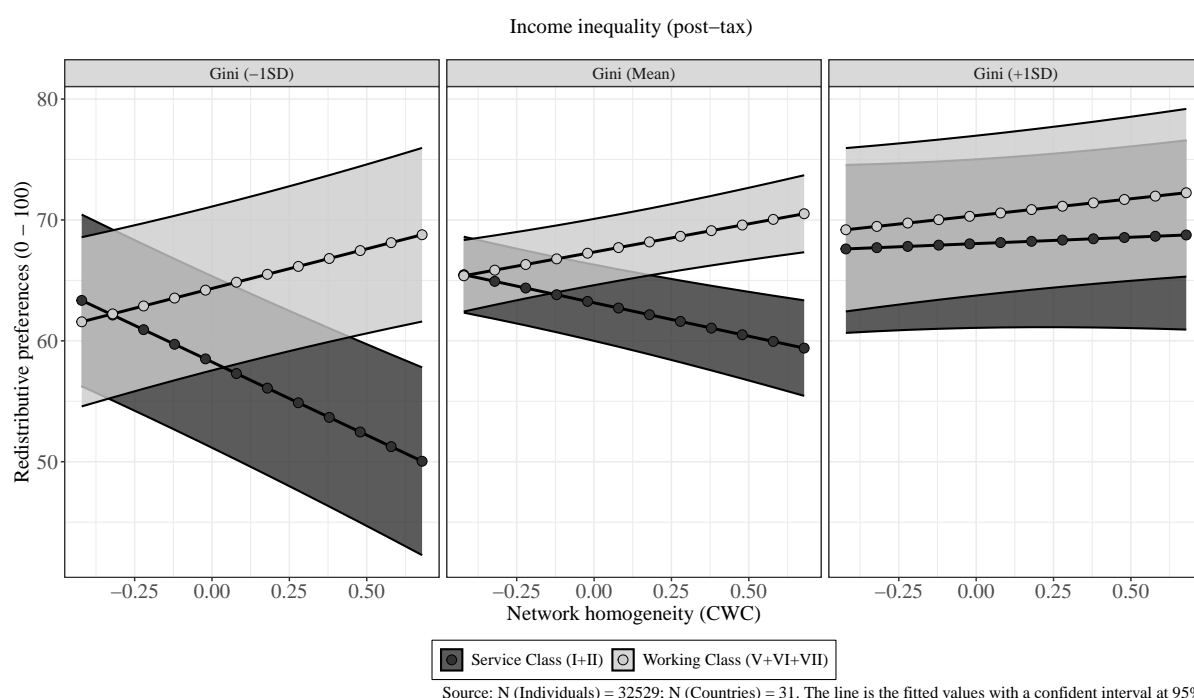 Income inequality (post−tax)
Gini (−1SD) Gini (Mean) Gini (+1SD)
80
70
60
50
Redistributive preferences (0 − 100)
−0.25 0.00 0.25 0.50 −0.25 0.00 0.25 0.50 −0.25 0.00 0.25 0.50
Network homogeneity (CWC)
Service Class (I+II) Working Class (V+VI+VII)
Source: N (Individuals) = 32529; N (Countries) = 31. The line is the fitted values with a confident interval at 95%